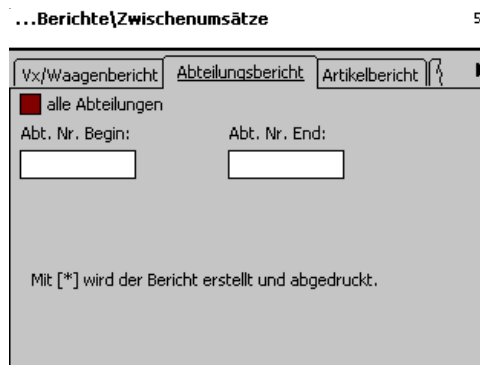 ...Berichte\Zwischenumsätze 5
Vx/Waagenbericht Abteilungsbericht Artikelbericht
alle Abteilungen
Abt. Nr. Begin: Abt. Nr. End:
Mit [*] wird der Bericht erstellt und abgedruckt.